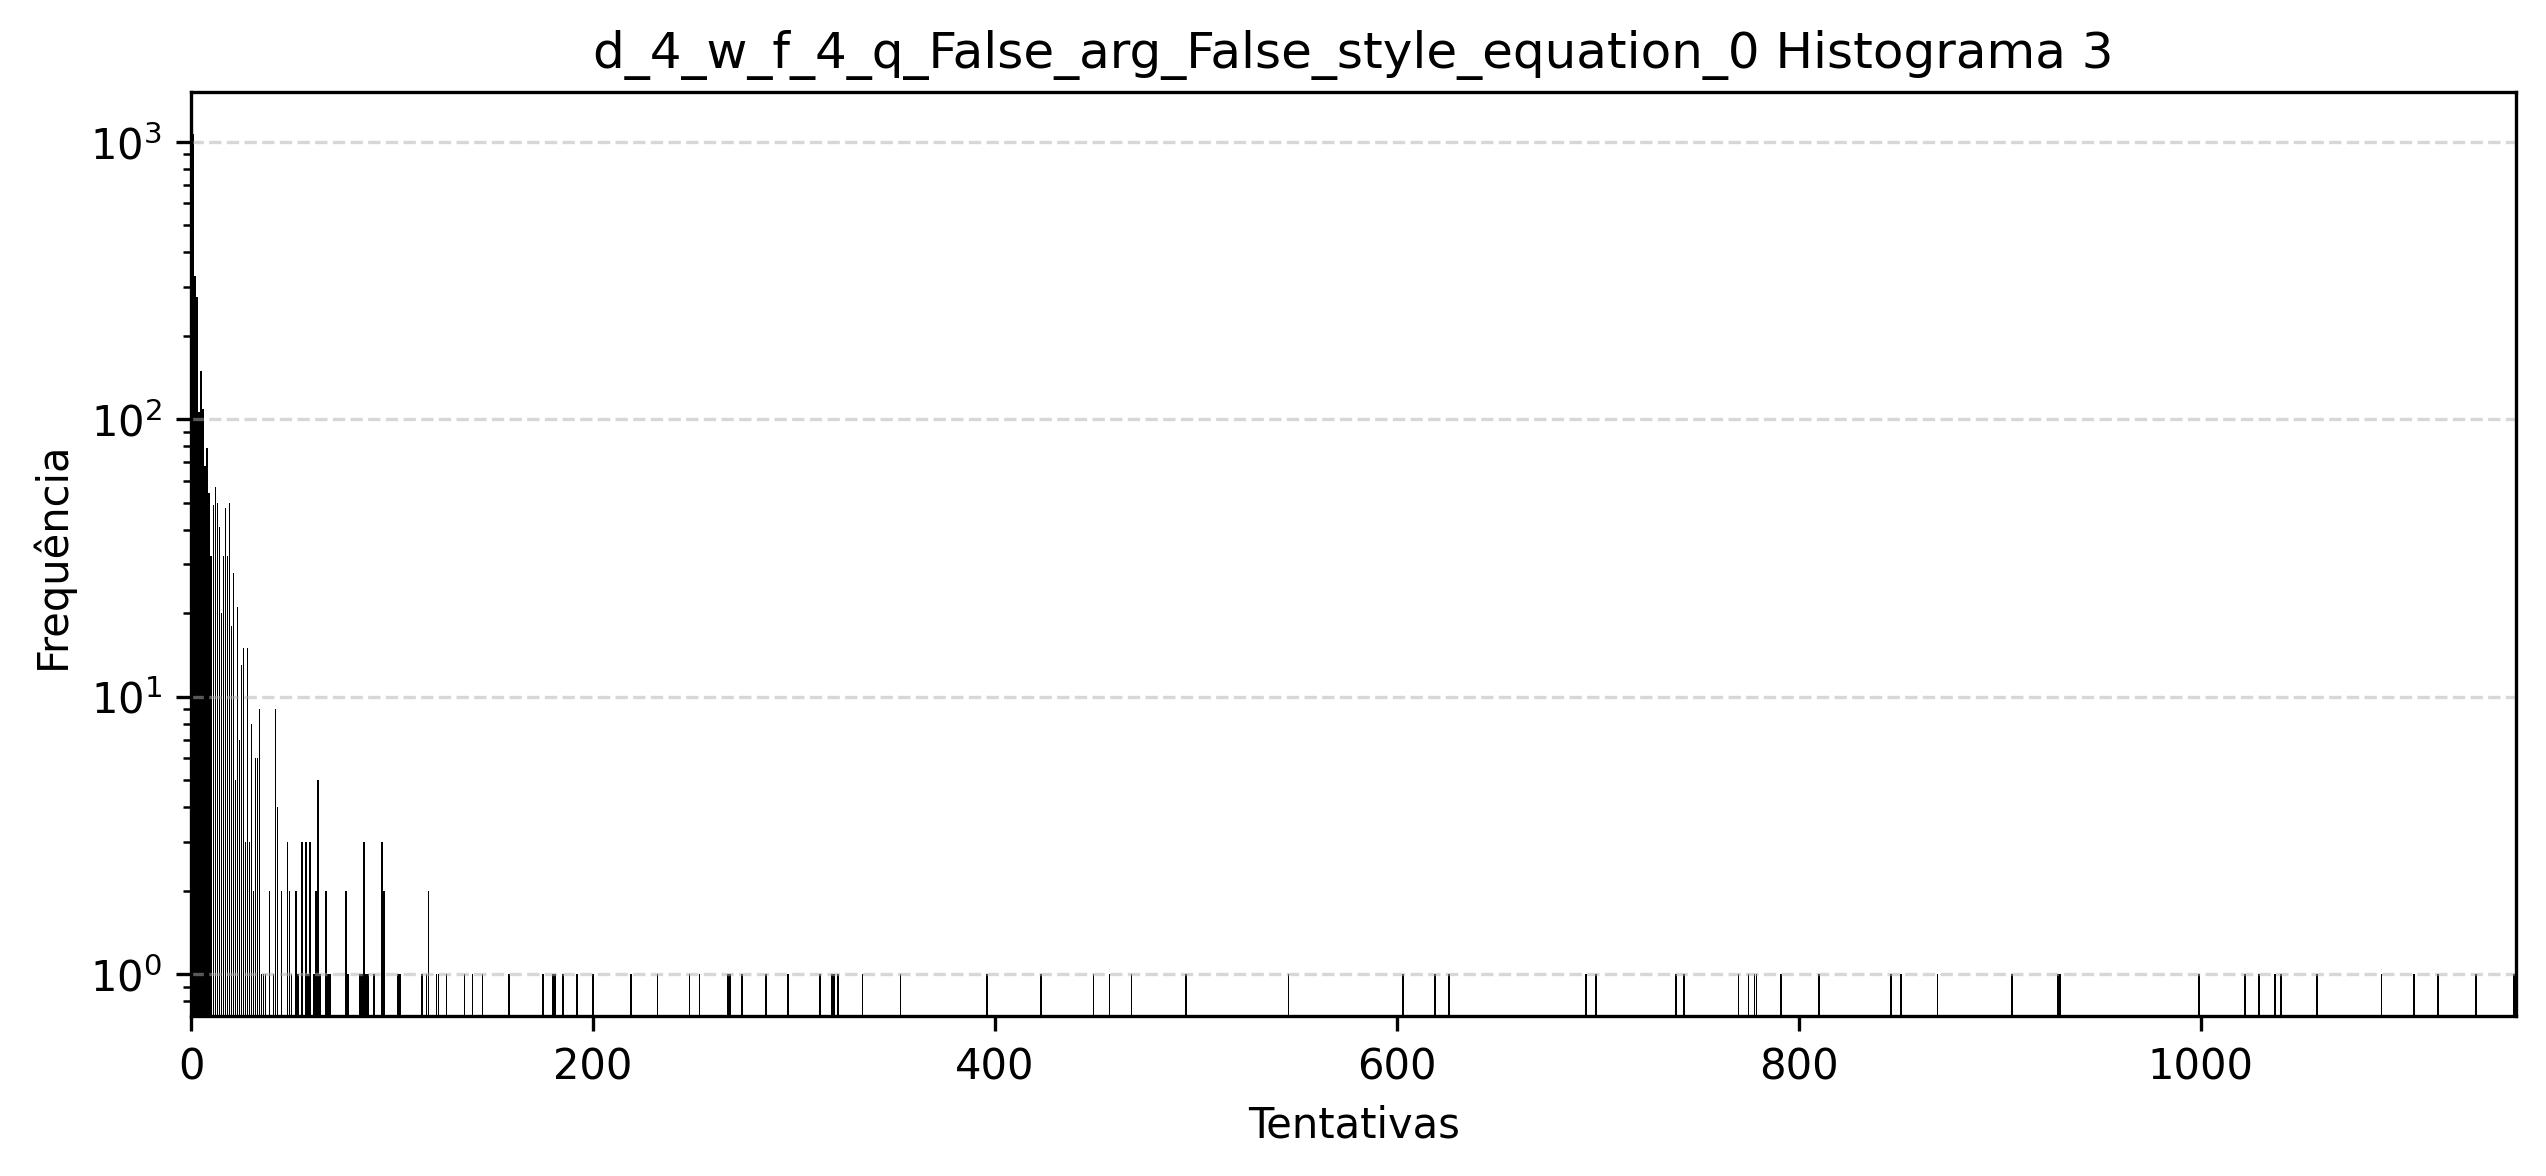 d_4_w_f_4_q_False_arg_False_style_equation_0 Histograma 3
Frequência
10³
10²
10¹
10⁰
0 200 400 600 800 1000
Tentativas